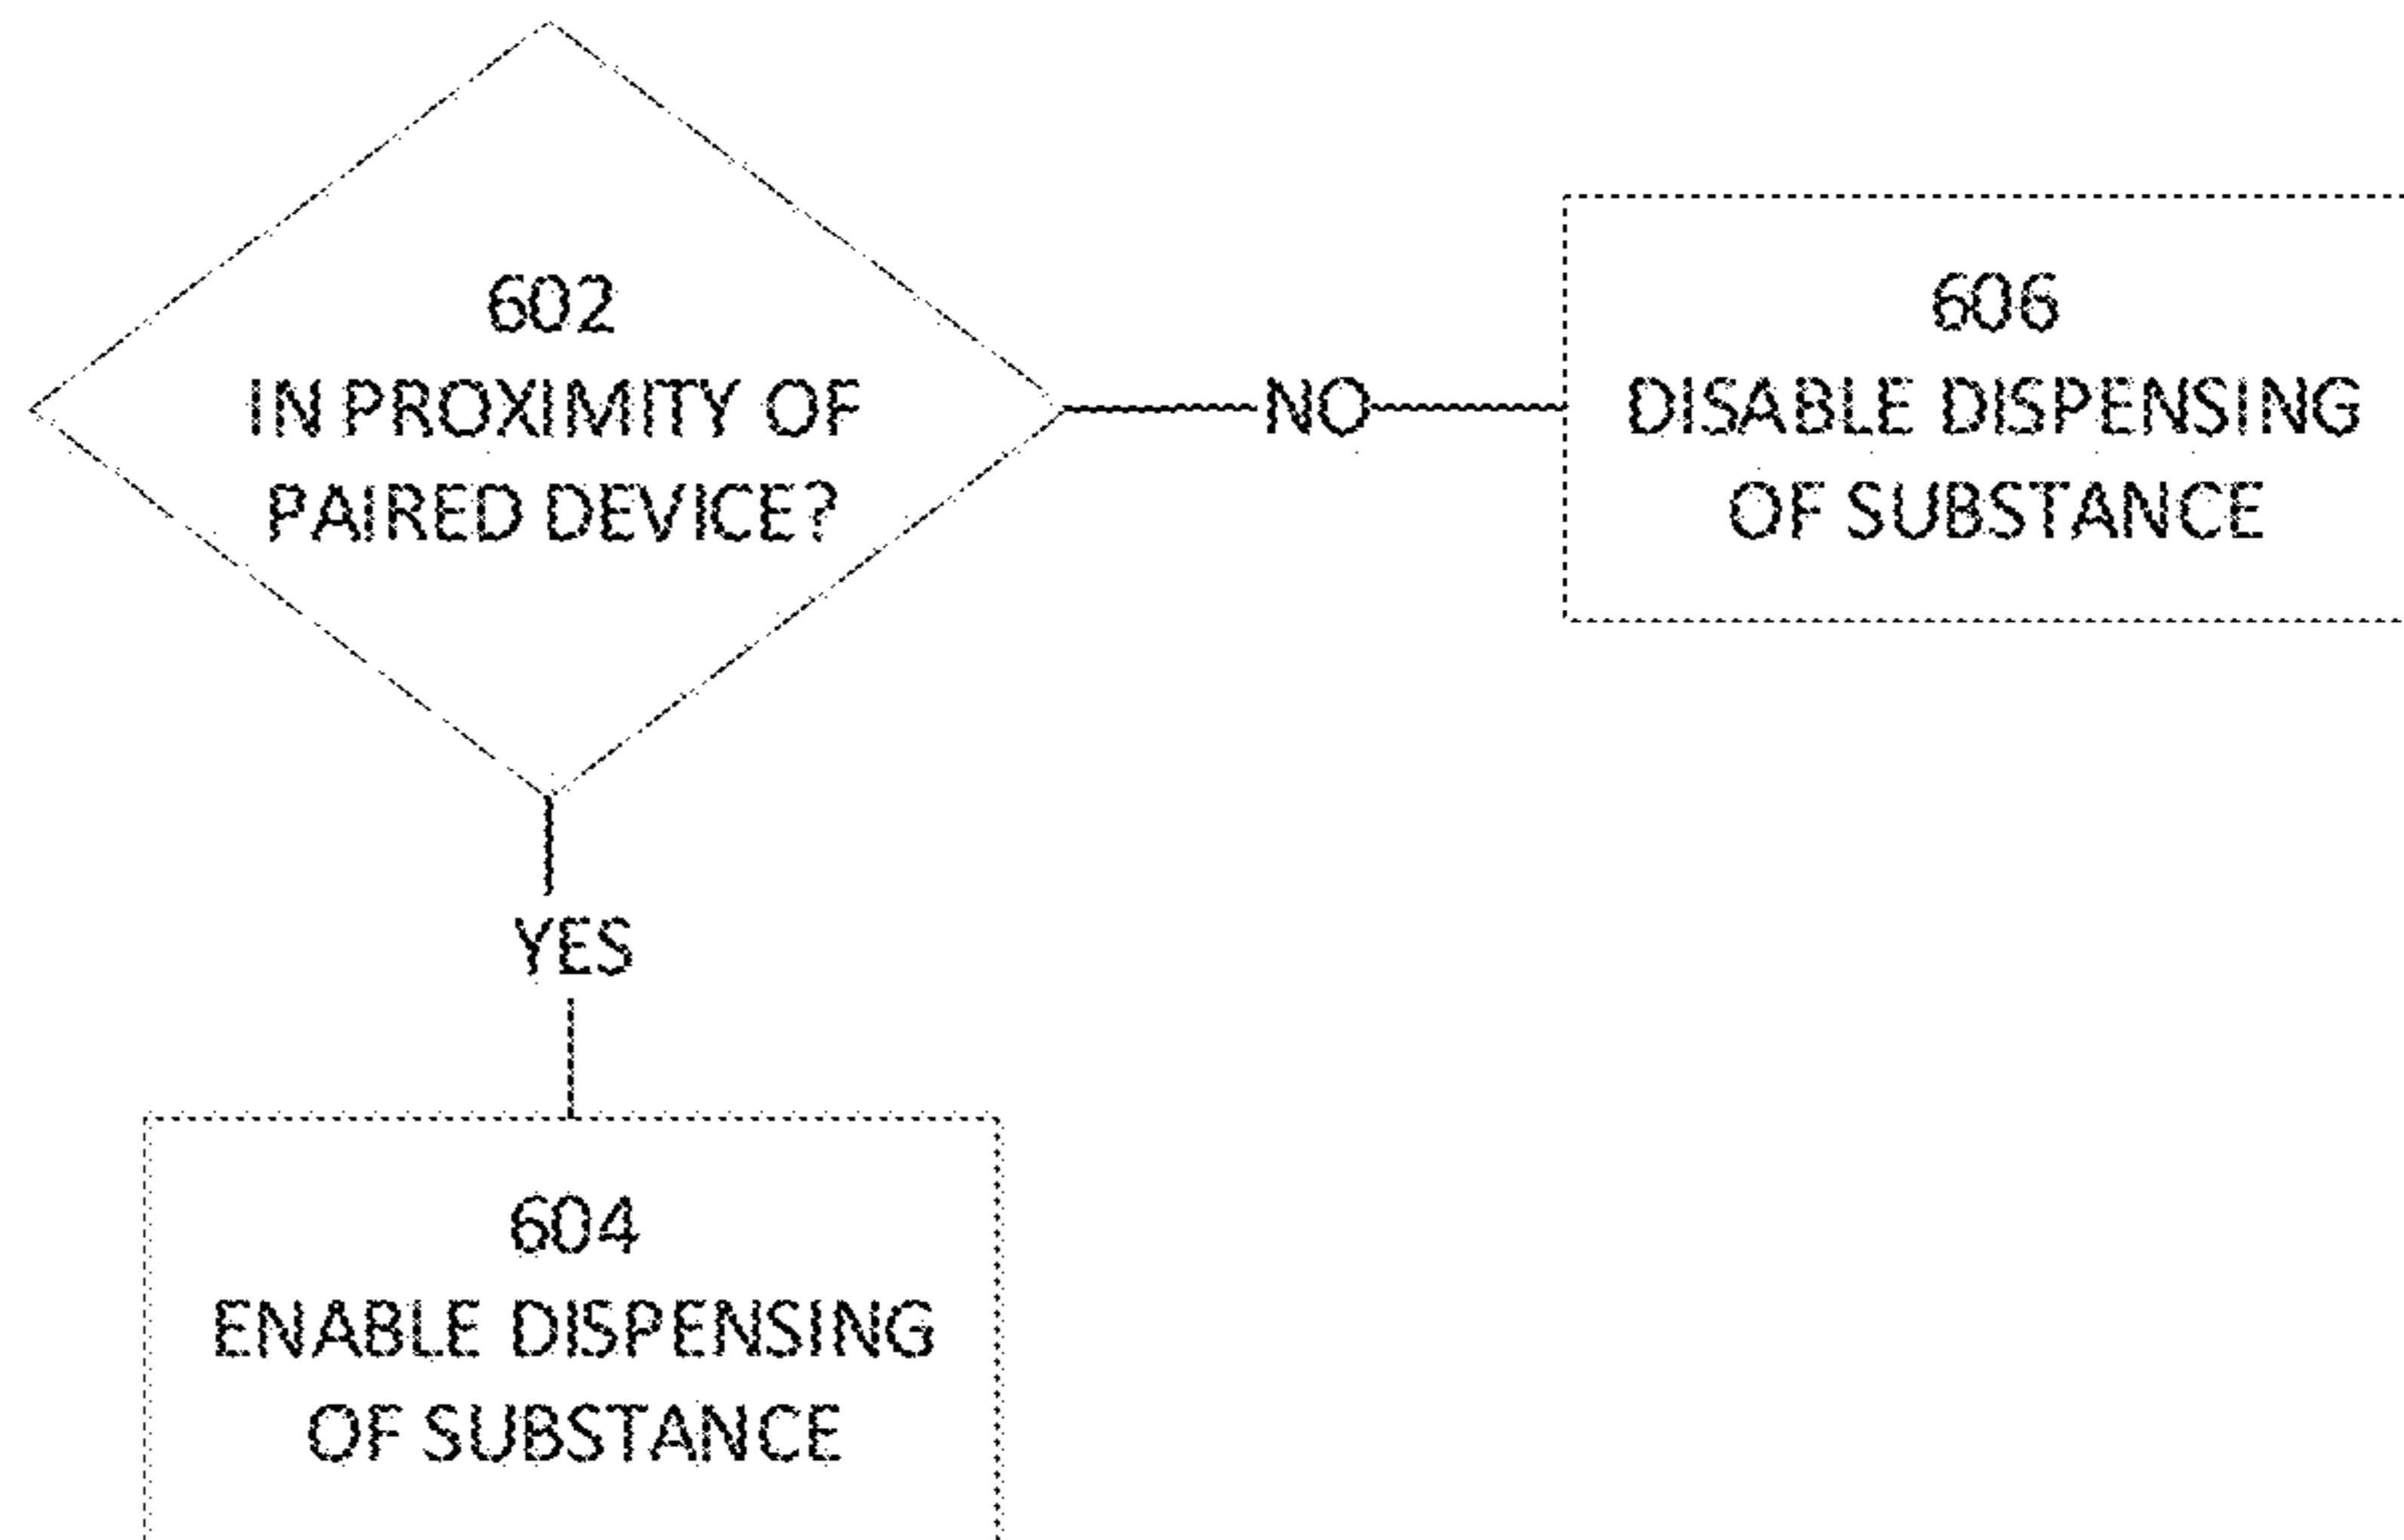 602
IN PROXIMITY OF
PAIRED DEVICE?
NO
606
DISABLE DISPENSING
OF SUBSTANCE
YES
604
ENABLE DISPENSING
OF SUBSTANCE